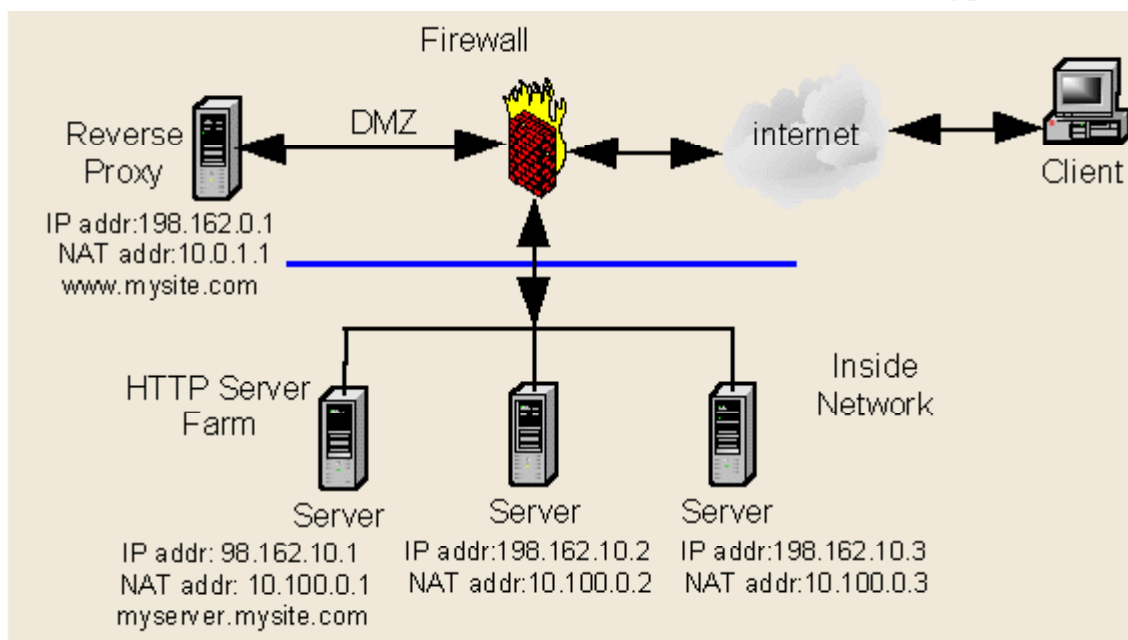 Firewall
DMZ
Reverse
Proxy
internet
Client
IP addr:198.162.0.1
NAT addr:10.0.1.1
www.mysite.com
HTTP Server
Farm
Inside
Network
Server
Server
Server
IP addr: 98.162.10.1
NAT addr: 10.100.0.1
myserver.mysite.com
IP addr:198.162.10.2
NAT addr:10.100.0.2
IP addr:198.162.10.3
NAT addr:10.100.0.3